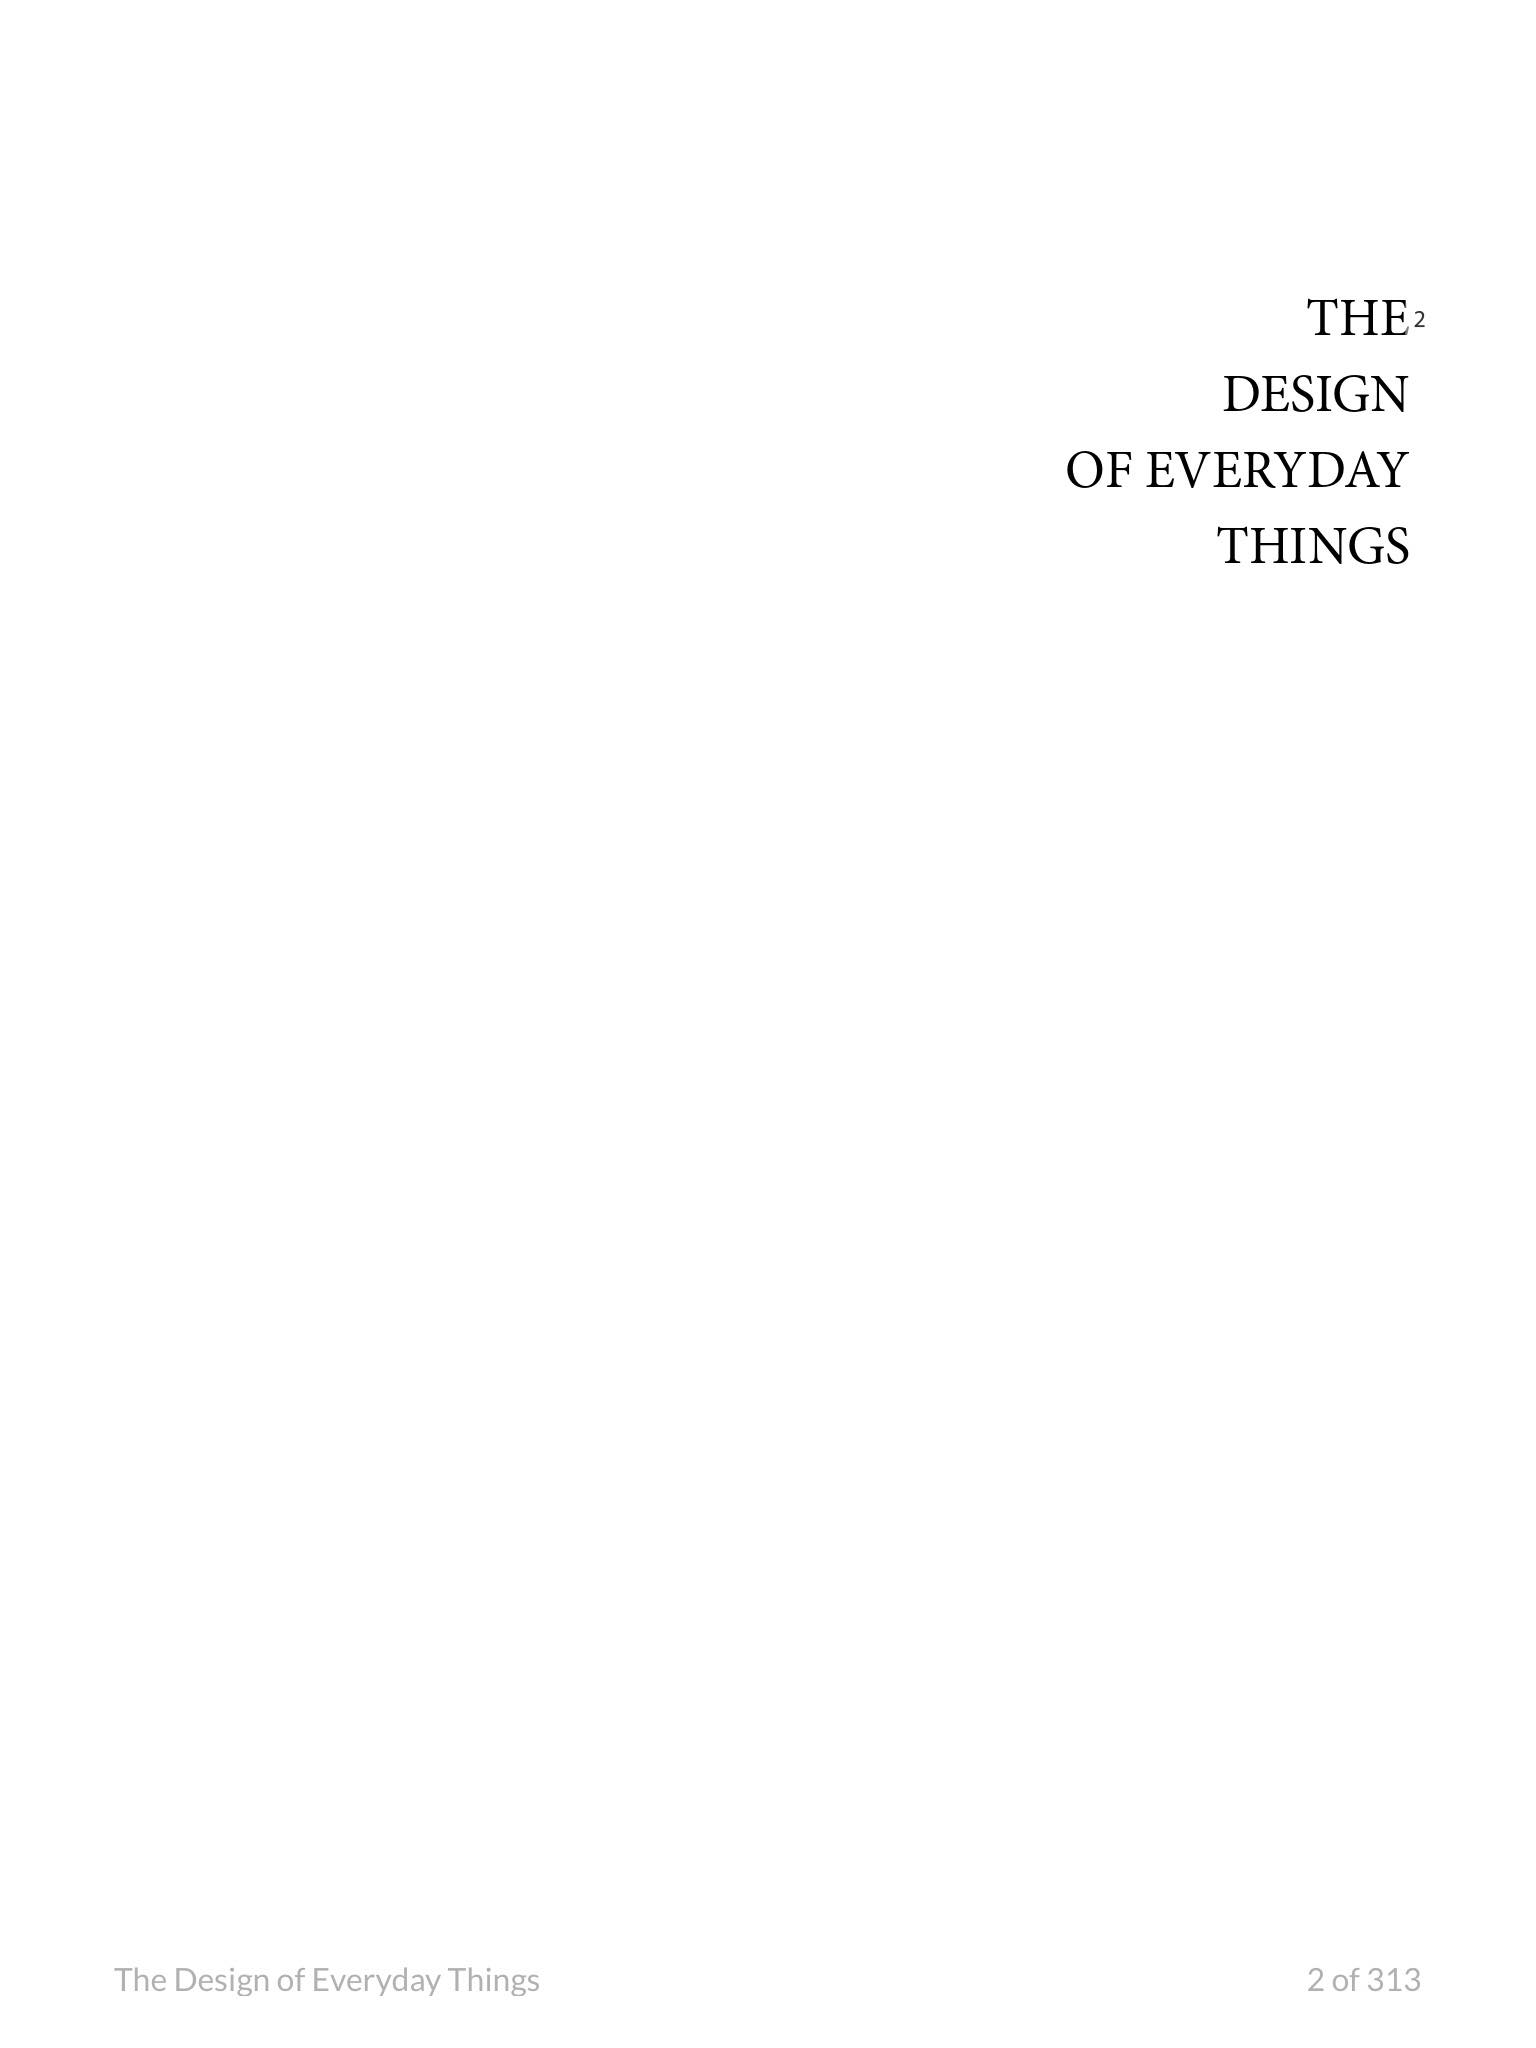 THE 2
DESIGN
OF EVERYDAY
THINGS
The Design of Everyday Things
2 of 313